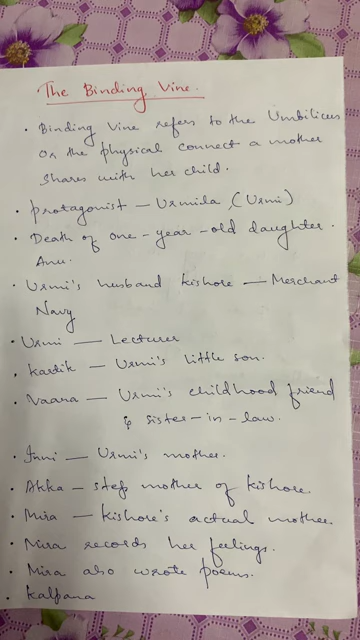 The Binding Vine.
• Binding Vine refers to the Umbilicus
Or the physical connect a mother
shares with her child.
• protagonist — Urmila (Urmi)
• Death of one-year-old daughter.
Anu.
• Urmi's husband Kishore — Merchant
Navy
• Urmi — Lecturer
• Kartik — Urmi's little son.
• Vaana — Urmi's childhood friend
& sister-in-law.
• Inni — Urmi's mother.
• Akka — step mother of Kishore.
• Mira — Kishore's actual mother.
• Mira records her feelings.
• Mira also wrote poems.
• Kalpana